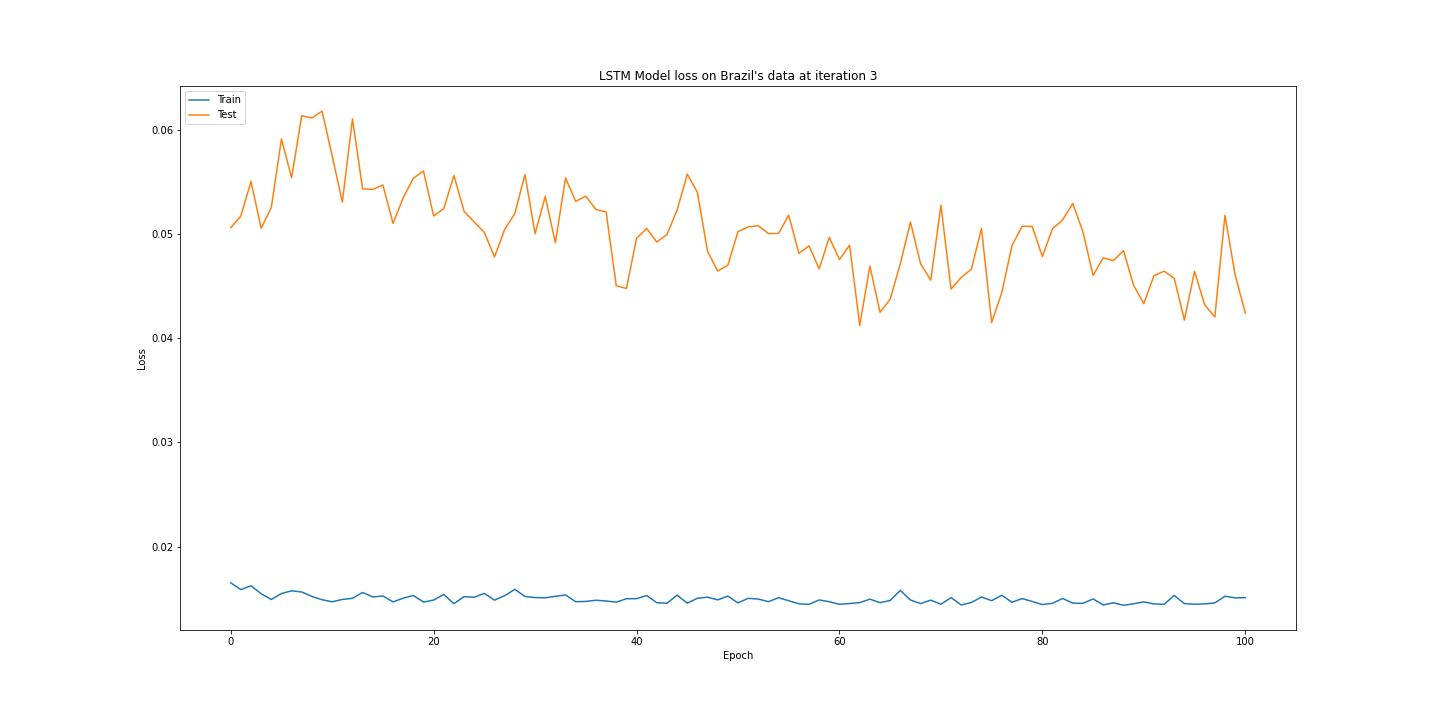 LSTM Model loss on Brazil's data at iteration 3
Train
Test
0.06
0.05
0.04
0.03
0.02
Loss
0 20 40 60 80 100
Epoch